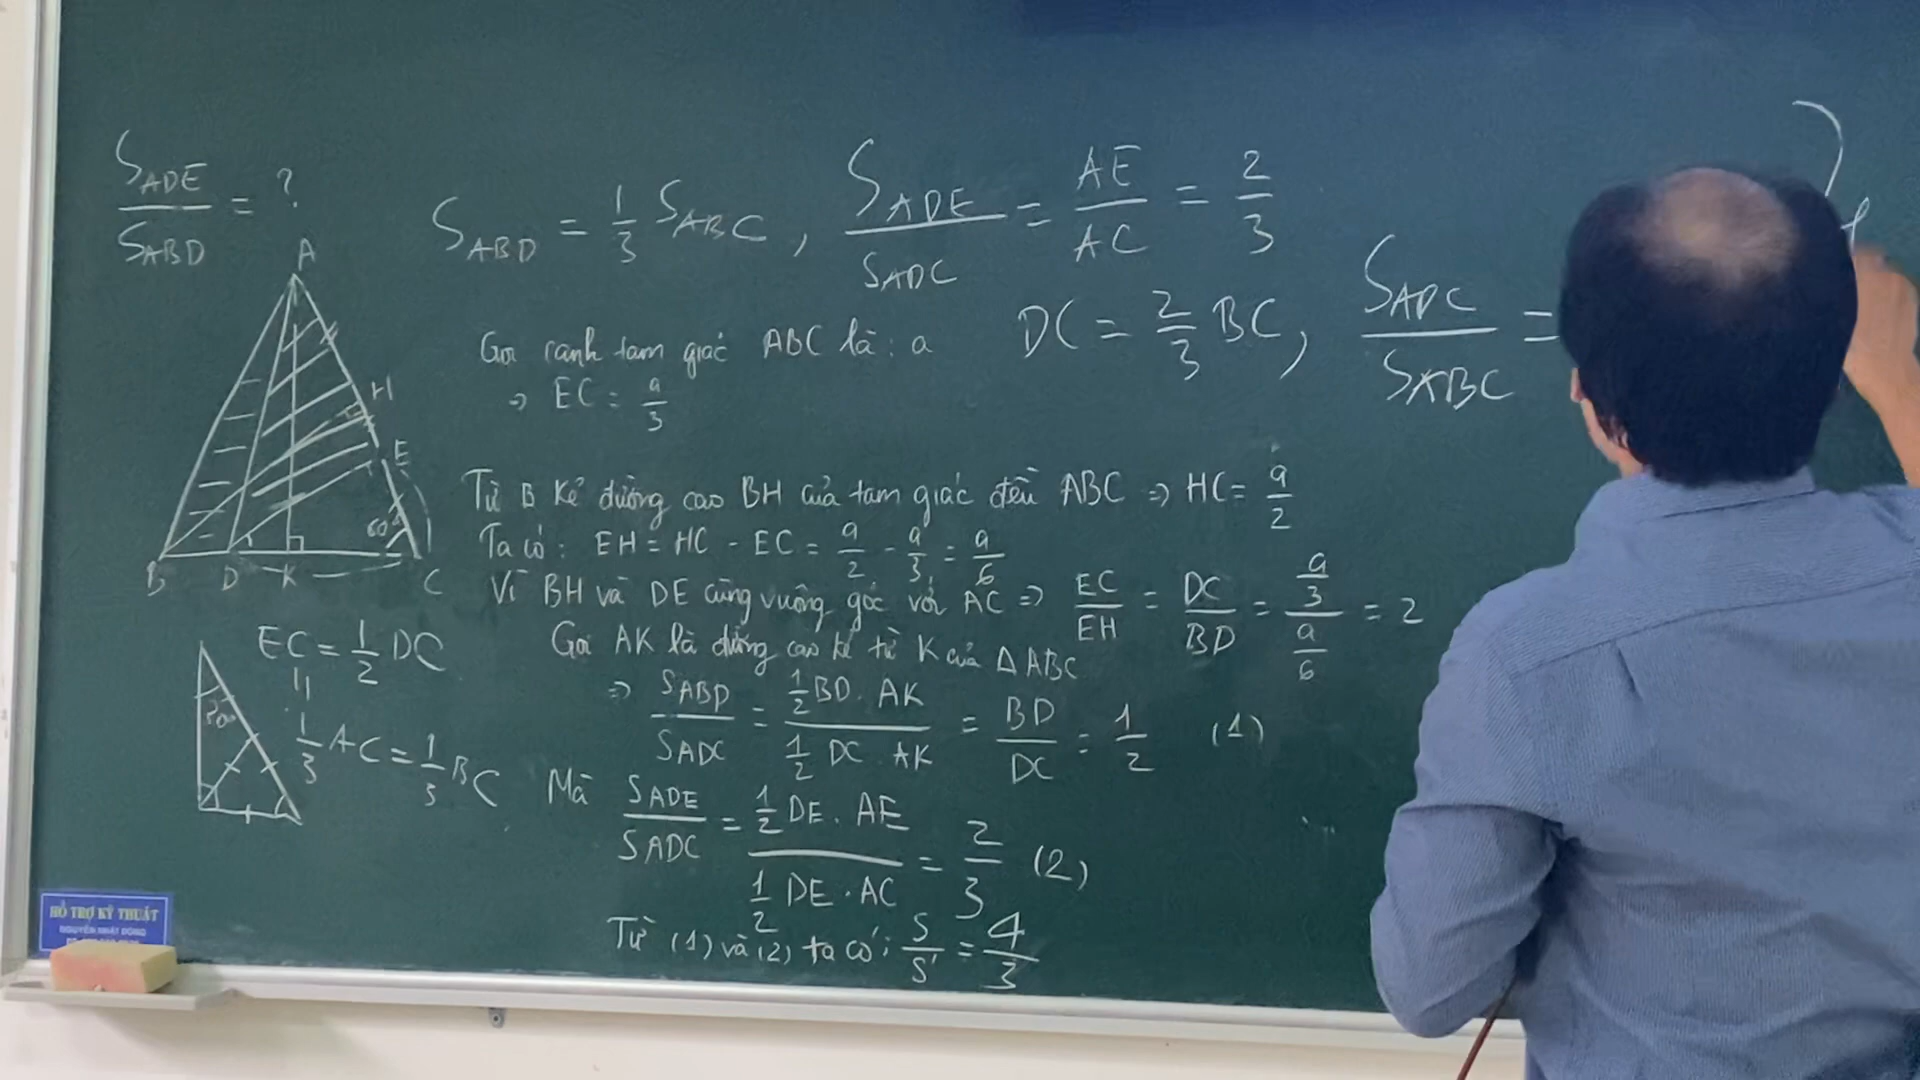 S_ADE / S_ABD = ?
S_ABD = 1/3 S_ABC, S_ADE / S_ADC = AE / AC = 2/3
Gọi cạnh tam giác ABC là: a
DC = 2/3 BC, S_ADC / S_ABC =
⇒ EC = a/3
A
H
E
60°
B D K C
Từ B kẻ đường cao BH của tam giác đều ABC ⇒ HC = a/2
Ta có: EH = HC - EC = a/2 - a/3 = a/6
Vì BH và DE cùng vuông góc với AC ⇒ EC/EH = DC/BD = (a/3)/(a/6) = 2
Gọi AK là đường cao kẻ từ K của Δ ABC
⇒ S_ABD / S_ADC = (1/2 BD . AK) / (1/2 DC . AK) = BD/DC = 1/2 (1)
Mà S_ADE / S_ADC = (1/2 DE . AE) / (1/2 DE . AC) = 2/3 (2)
Từ (1) và (2) ta có: S/S' = 4/3
EC = 1/2 DC
||
1/3 AC = 1/3 BC
30°
HỖ TRỢ KỸ THUẬT
NGUYỄN NHẬT ĐÔNG